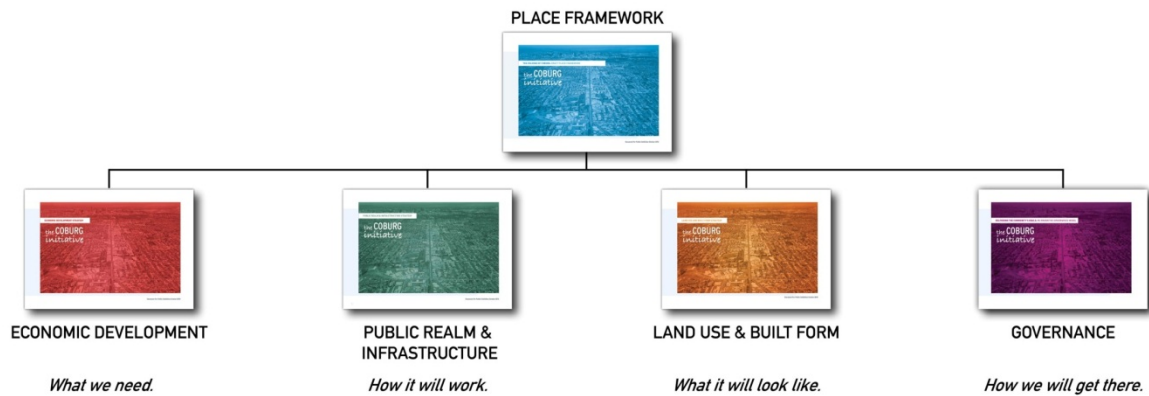 PLACE FRAMEWORK
the COBURG
initiative
the COBURG
initiative
the COBURG
initiative
the COBURG
initiative
the COBURG
initiative
ECONOMIC DEVELOPMENT
PUBLIC REALM &
INFRASTRUCTURE
LAND USE & BUILT FORM
GOVERNANCE
What we need.
How it will work.
What it will look like.
How we will get there.